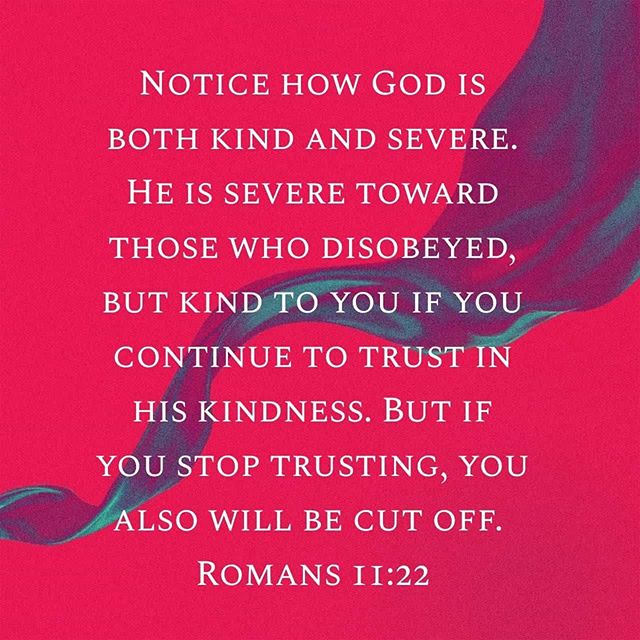 Notice how God is
both kind and severe.
He is severe toward
those who disobeyed,
but kind to you if you
continue to trust in
his kindness. But if
you stop trusting, you
also will be cut off.
Romans 11:22